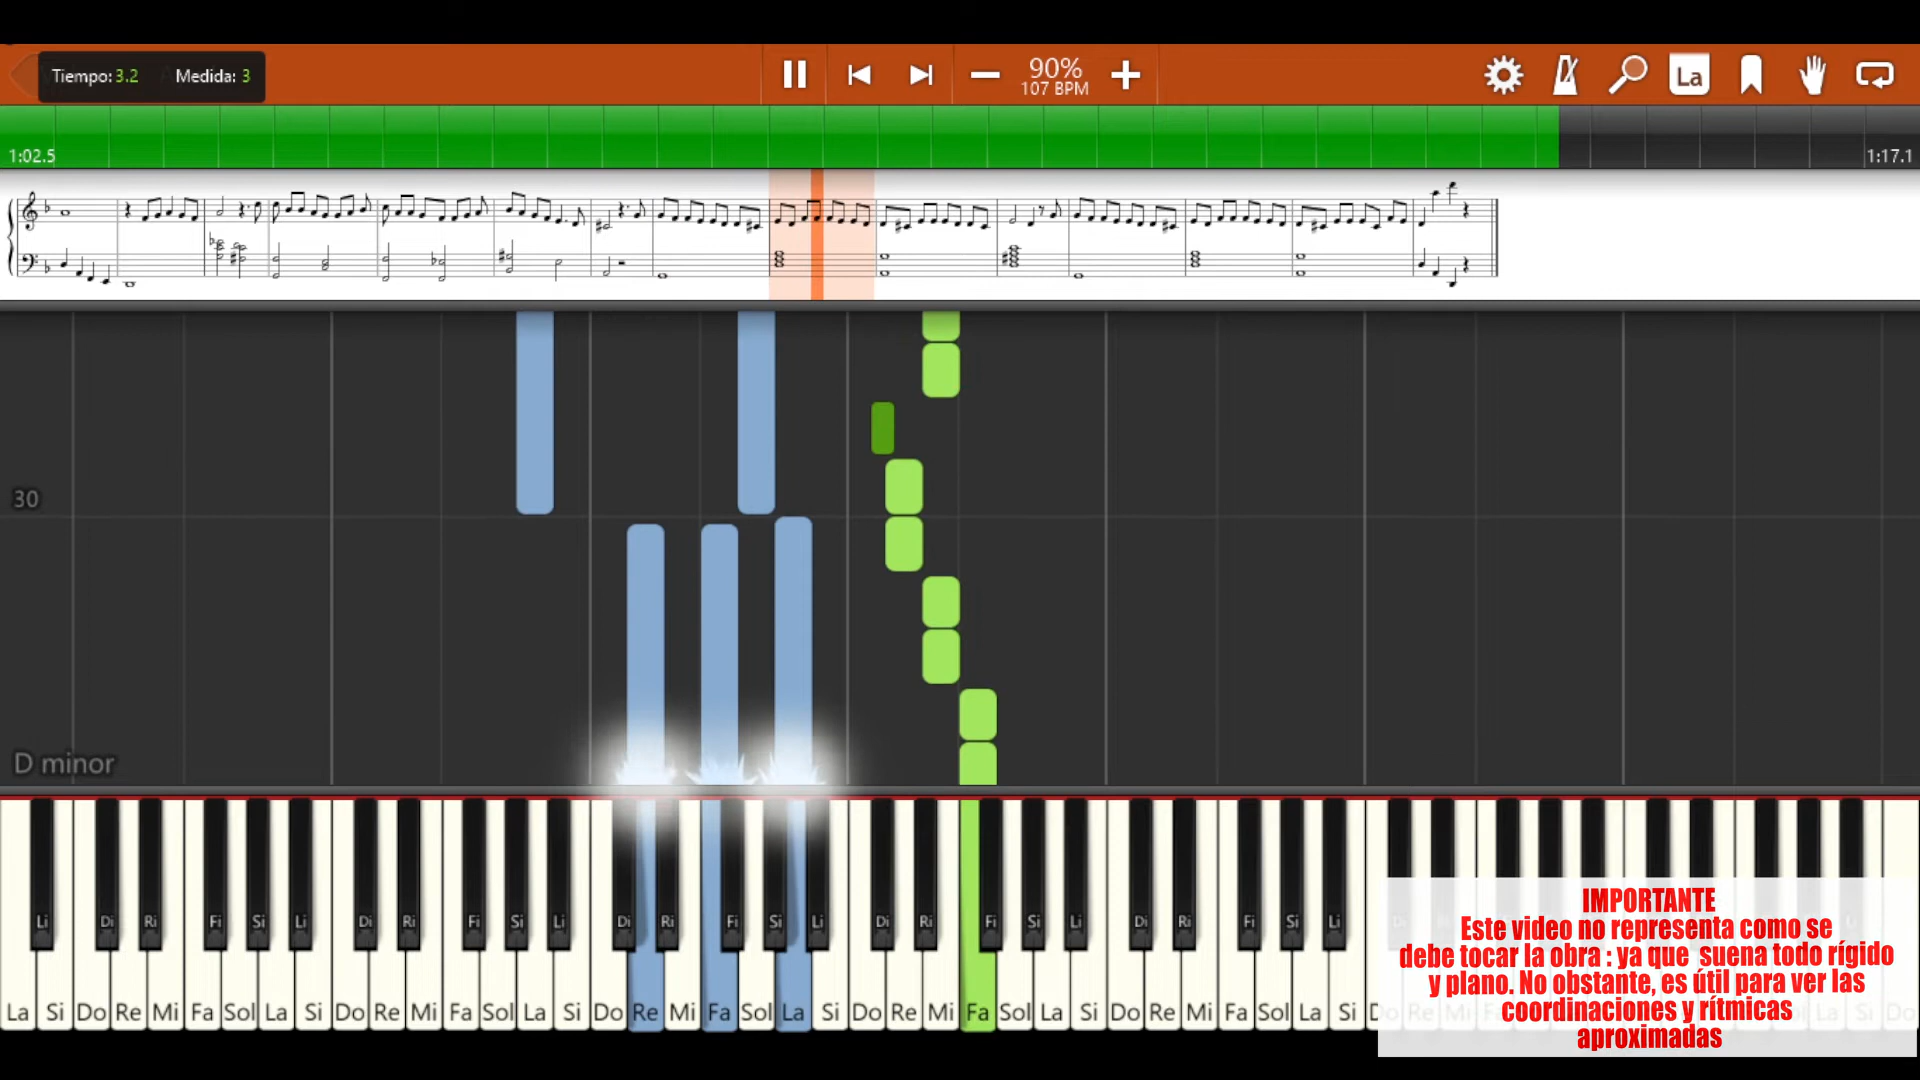 Tiempo:3.2 Medida: 3
90%
107 BPM
La
1:02.5 1:17.1
30
D minor
Li Di Ri Fi Si Li Di Ri Fi Si Li Di Ri Fi Si Li Di Ri Fi Si Li Di Ri Fi Si Li
La Si Do Re Mi Fa Sol La Si Do Re Mi Fa Sol La Si Do Re Mi Fa Sol La Si Do Re Mi Fa Sol La Si Do Re Mi Fa Sol La Si
IMPORTANTE
Este video no representa como se
debe tocar la obra : ya que suena todo rígido
y plano. No obstante, es útil para ver las
coordinaciones y rítmicas
aproximadas